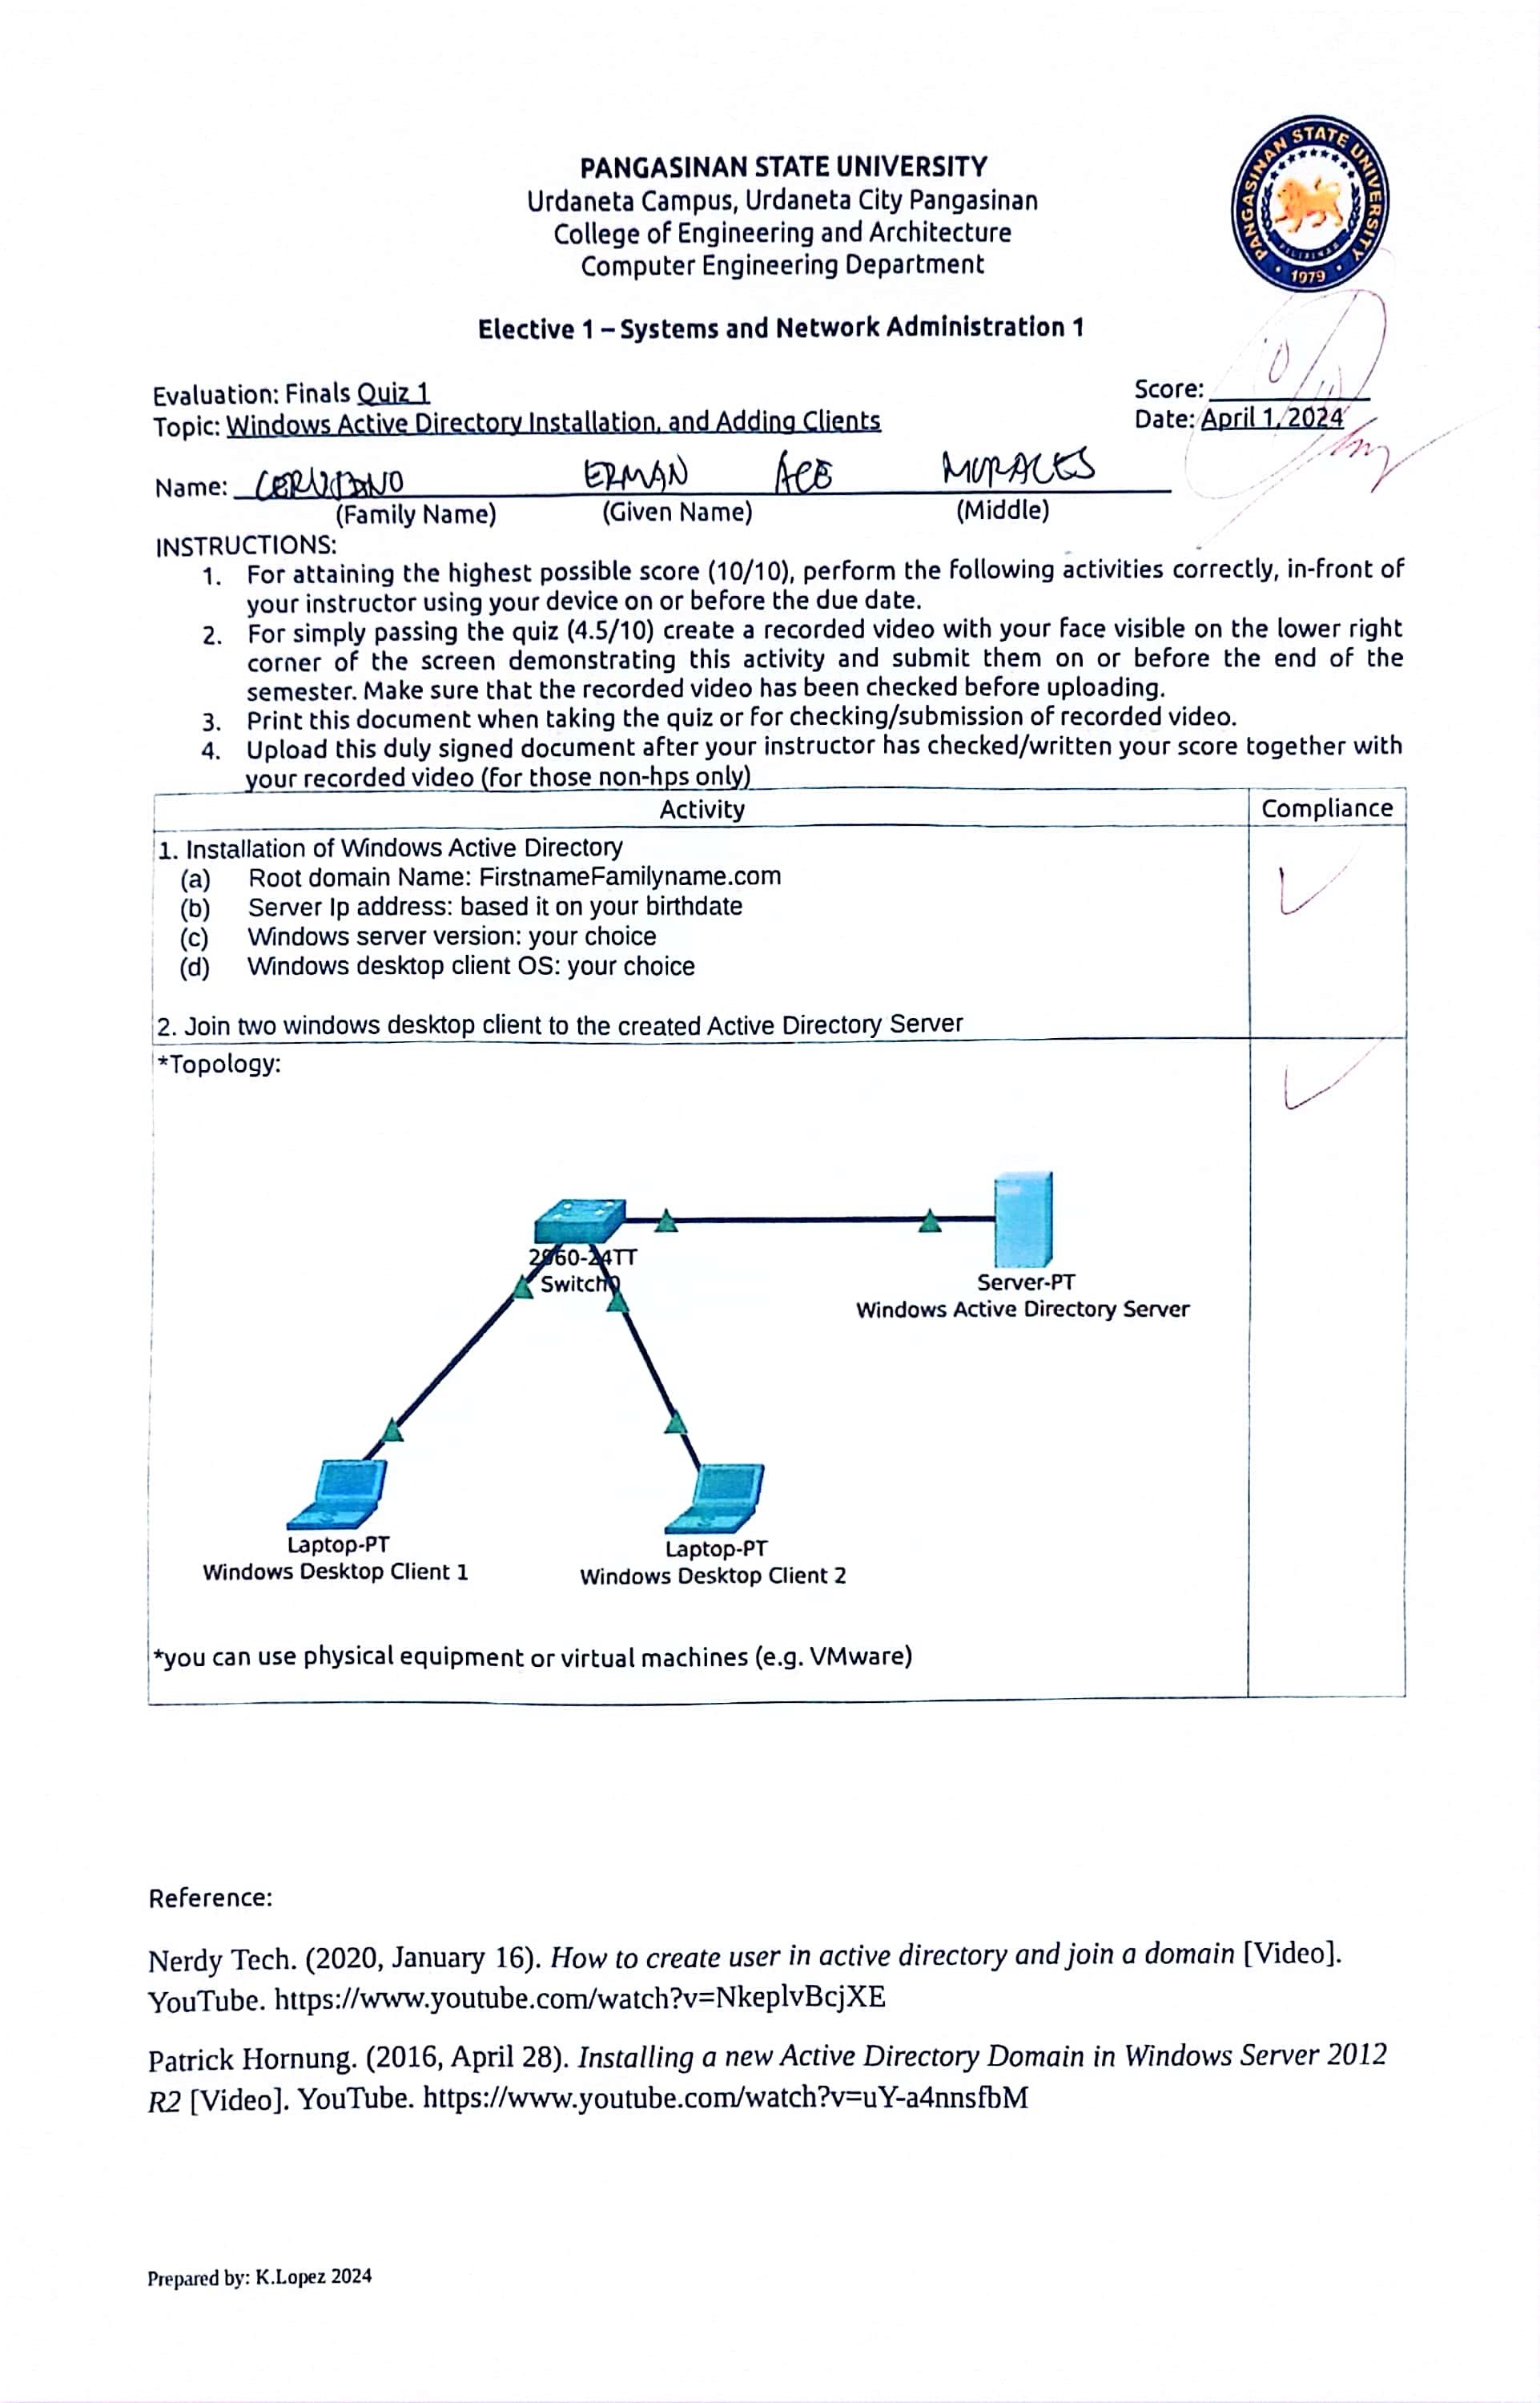 PANGASINAN STATE UNIVERSITY
Urdaneta Campus, Urdaneta City Pangasinan
College of Engineering and Architecture
Computer Engineering Department
PANGASINAN STATE UNIVERSITY
1979
Elective 1 – Systems and Network Administration 1
Evaluation: Finals Quiz 1
Score:
Topic: Windows Active Directory Installation, and Adding Clients
Date: April 1, 2024
Name: ERMAN ACE MORALES
(Family Name) (Given Name) (Middle)
INSTRUCTIONS:
1. For attaining the highest possible score (10/10), perform the following activities correctly, in-front of
your instructor using your device on or before the due date.
2. For simply passing the quiz (4.5/10) create a recorded video with your face visible on the lower right
corner of the screen demonstrating this activity and submit them on or before the end of the
semester. Make sure that the recorded video has been checked before uploading.
3. Print this document when taking the quiz or for checking/submission of recorded video.
4. Upload this duly signed document after your instructor has checked/written your score together with
your recorded video (for those non-hps only)
Activity Compliance
1. Installation of Windows Active Directory
(a) Root domain Name: FirstnameFamilyname.com
(b) Server Ip address: based it on your birthdate
(c) Windows server version: your choice
(d) Windows desktop client OS: your choice
2. Join two windows desktop client to the created Active Directory Server
*Topology:
2960-24TT
Switch0
Server-PT
Windows Active Directory Server
Laptop-PT
Windows Desktop Client 1
Laptop-PT
Windows Desktop Client 2
*you can use physical equipment or virtual machines (e.g. VMware)
Reference:
Nerdy Tech. (2020, January 16). How to create user in active directory and join a domain [Video].
YouTube. https://www.youtube.com/watch?v=NkeplvBcjXE
Patrick Hornung. (2016, April 28). Installing a new Active Directory Domain in Windows Server 2012
R2 [Video]. YouTube. https://www.youtube.com/watch?v=uY-a4nnsfbM
Prepared by: K.Lopez 2024